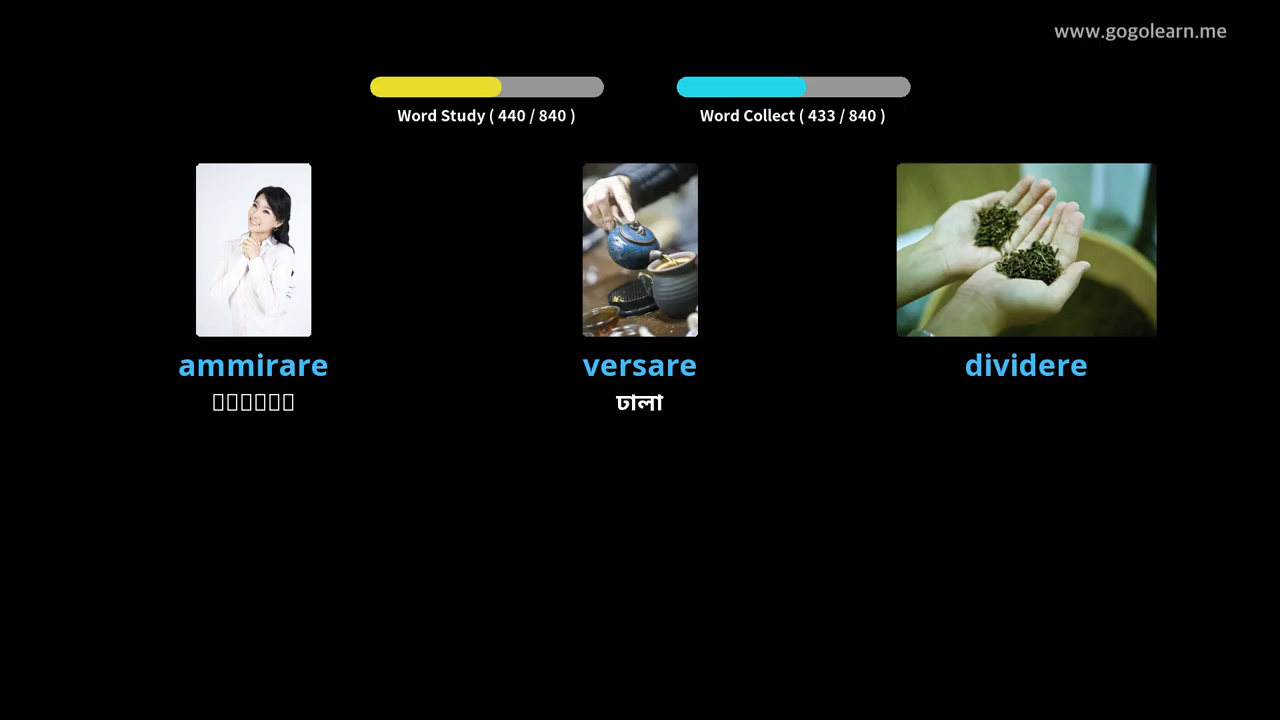 www.gogolearn.me
Word Study ( 440 / 840 )
Word Collect ( 433 / 840 )
ammirare
versare
dividere
ঢালা